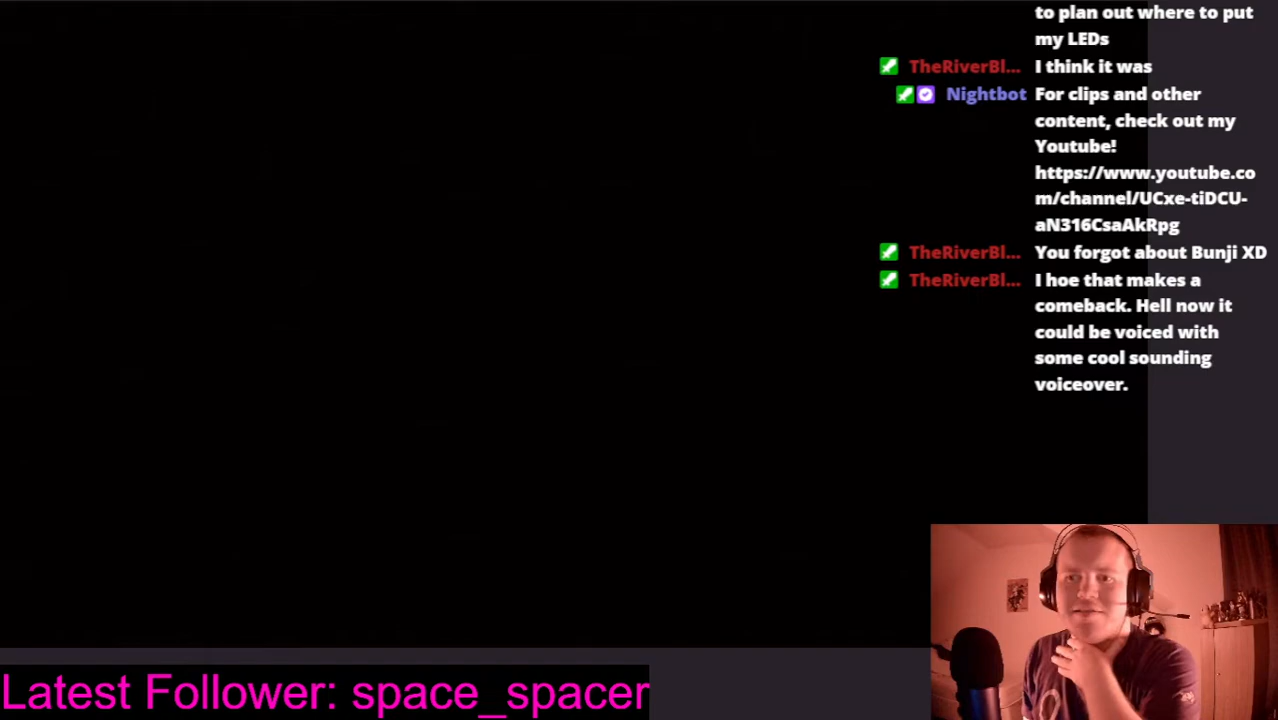 to plan out where to put
my LEDs
TheRiverBl... I think it was
Nightbot For clips and other
content, check out my
Youtube!
https://www.youtube.co
m/channel/UCxe-tiDCU-
aN316CsaAkRpg
TheRiverBl... You forgot about Bunji XD
TheRiverBl... I hoe that makes a
comeback. Hell now it
could be voiced with
some cool sounding
voiceover.
Latest Follower: space_spacer